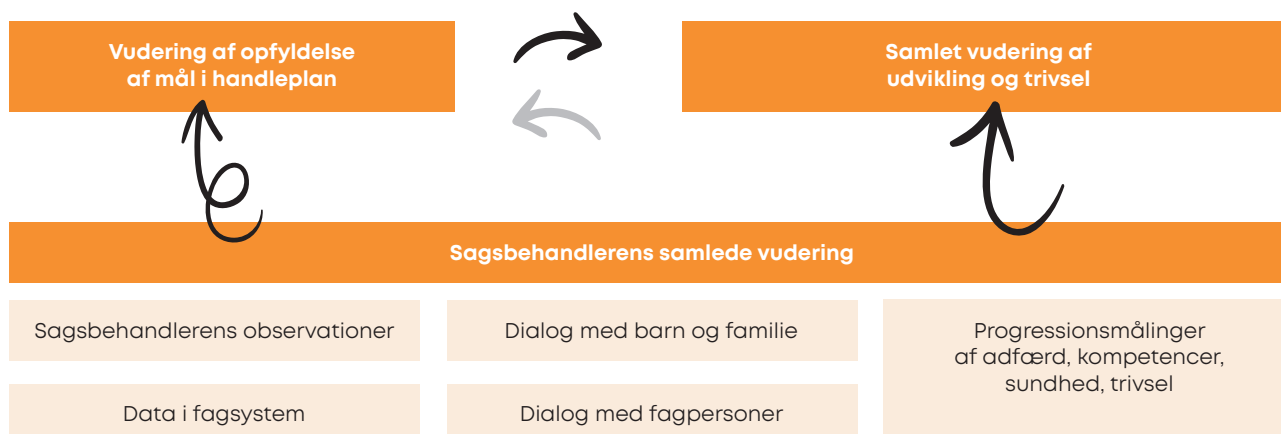 Vudering af opfyldelse
af mål i handleplan
Samlet vudering af
udvikling og trivsel
Sagsbehandlerens samlede vudering
Sagsbehandlerens observationer
Dialog med barn og familie
Progressionsmålinger
af adfærd, kompetencer,
sundhed, trivsel
Data i fagsystem
Dialog med fagpersoner